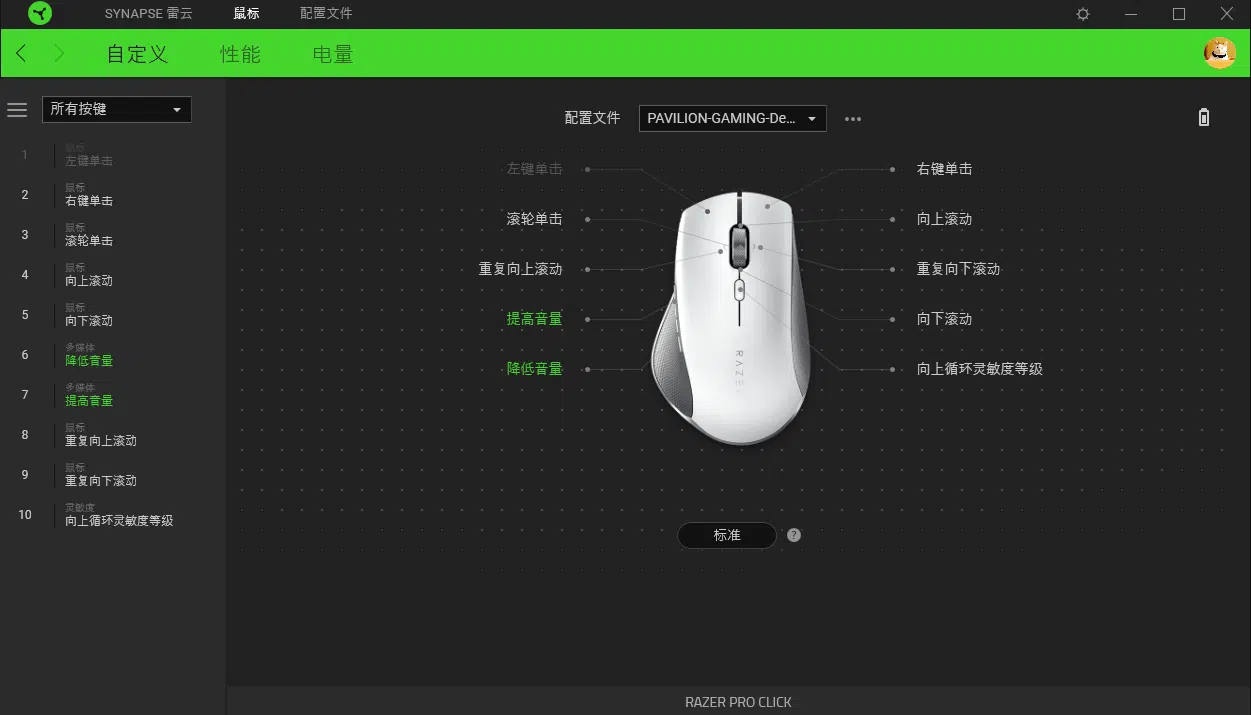 SYNAPSE 雷云 鼠标 配置文件
自定义 性能 电量
所有按键
配置文件 PAVILION-GAMING-De... •••
1 鼠标
左键单击
2 鼠标
右键单击
3 鼠标
滚轮单击
4 鼠标
向上滚动
5 鼠标
向下滚动
6 多媒体
降低音量
7 多媒体
提高音量
8 鼠标
重复向上滚动
9 鼠标
重复向下滚动
10 灵敏度
向上循环灵敏度等级
左键单击
滚轮单击
重复向上滚动
提高音量
降低音量
右键单击
向上滚动
重复向下滚动
向下滚动
向上循环灵敏度等级
RAZER
标准 ?
RAZER PRO CLICK